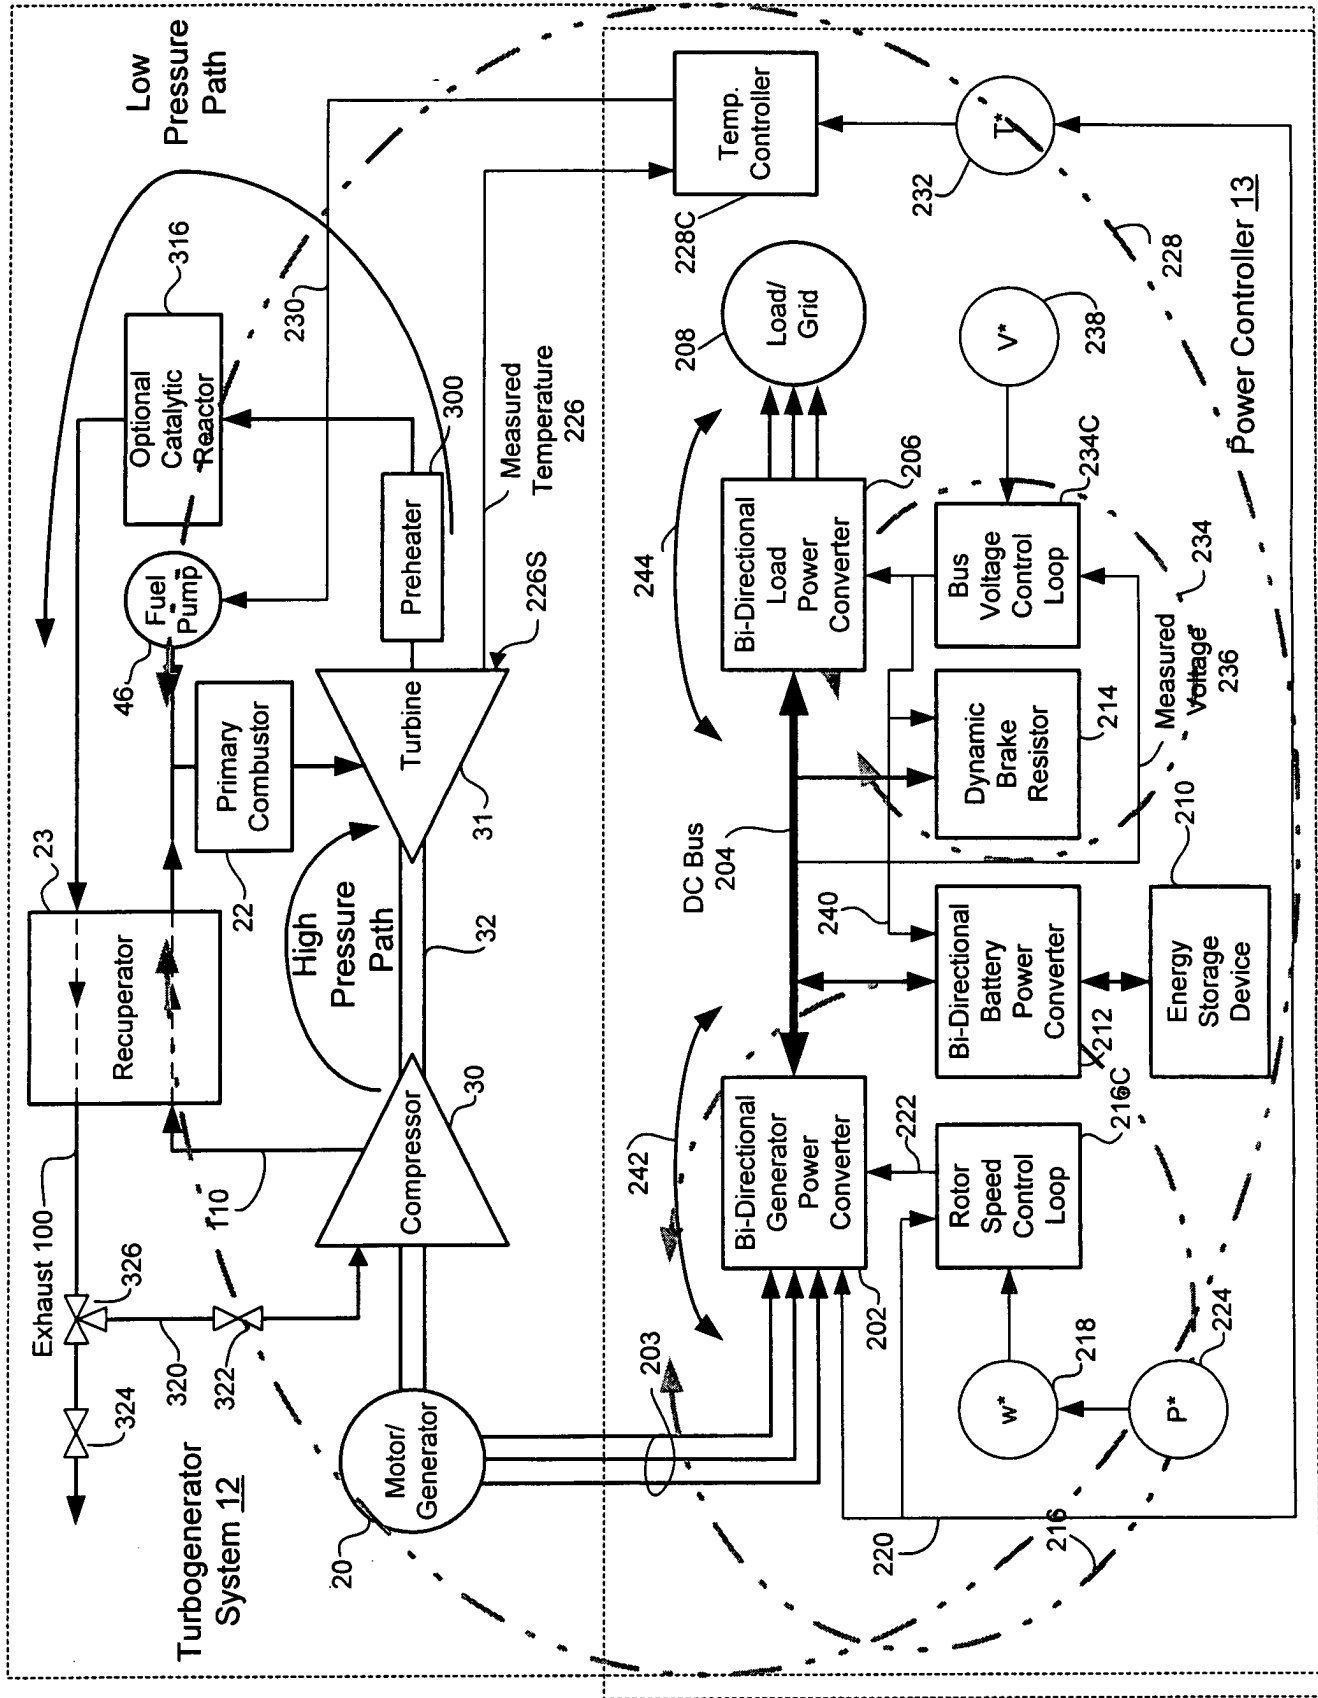 Turbogenerator
System 12
Low
Pressure
Path
324
Exhaust 100
326
320
322
110
23
Recuperator
22
Primary
Combustor
46
Fuel
Pump
Optional
Catalytic
Reactor
316
230
20
Motor/
Generator
Compressor
30
High
Pressure
Path
32
Turbine
31
226S
Preheater
300
Measured
Temperature
226
Temp.
Controller
228C
203
242
Bi-Directional
Generator
Power
Converter
202
DC Bus
204
244
Bi-Directional
Load
Power
Converter
206
208
Load/
Grid
232
T*
220
w*
218
222
Rotor
Speed
Control
Loop
216C
240
Bi-Directional
Battery
Power
Converter
212
Dynamic
Brake
Resistor
214
Bus
Voltage
Control
Loop
234C
V*
238
216
P*
224
Energy
Storage
Device
210
Measured
Voltage
236
234
228
Power Controller 13